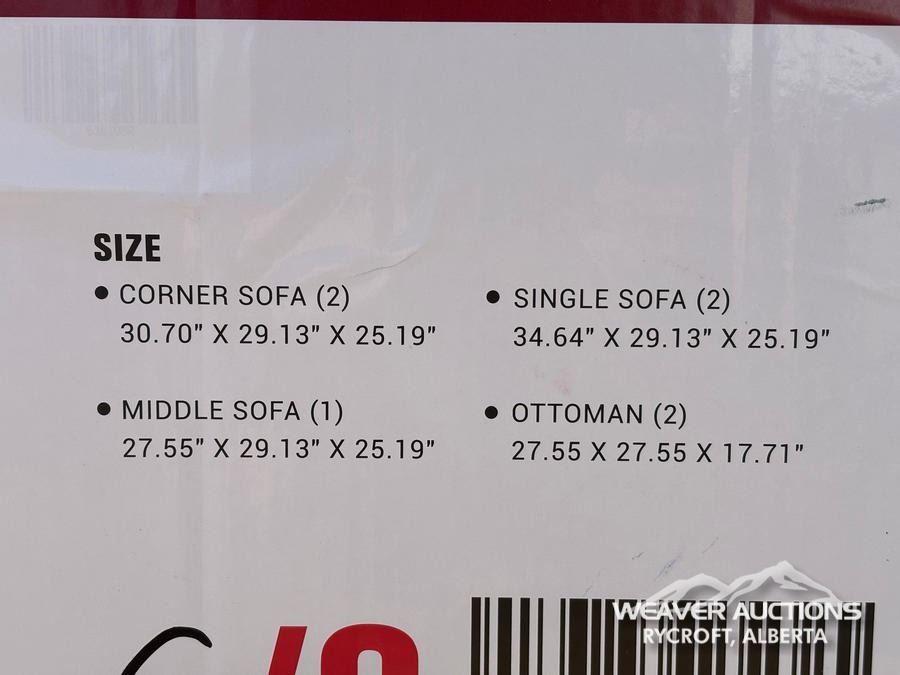 SIZE
● CORNER SOFA (2)
30.70" X 29.13" X 25.19"
● SINGLE SOFA (2)
34.64" X 29.13" X 25.19"
● MIDDLE SOFA (1)
27.55" X 29.13" X 25.19"
● OTTOMAN (2)
27.55 X 27.55 X 17.71"
WEAVER AUCTIONS
RYCROFT, ALBERTA